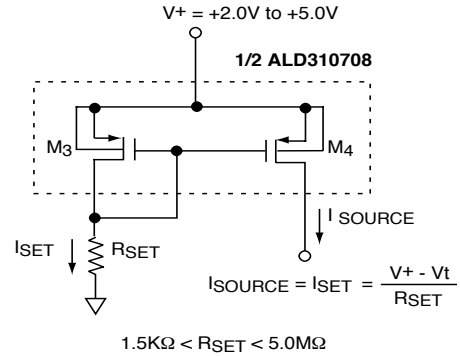 V+ = +2.0V to +5.0V
1/2 ALD310708
M3
M4
I SOURCE
ISET
RSET
ISOURCE = ISET = V+ - Vt / RSET
1.5KΩ < RSET < 5.0MΩ